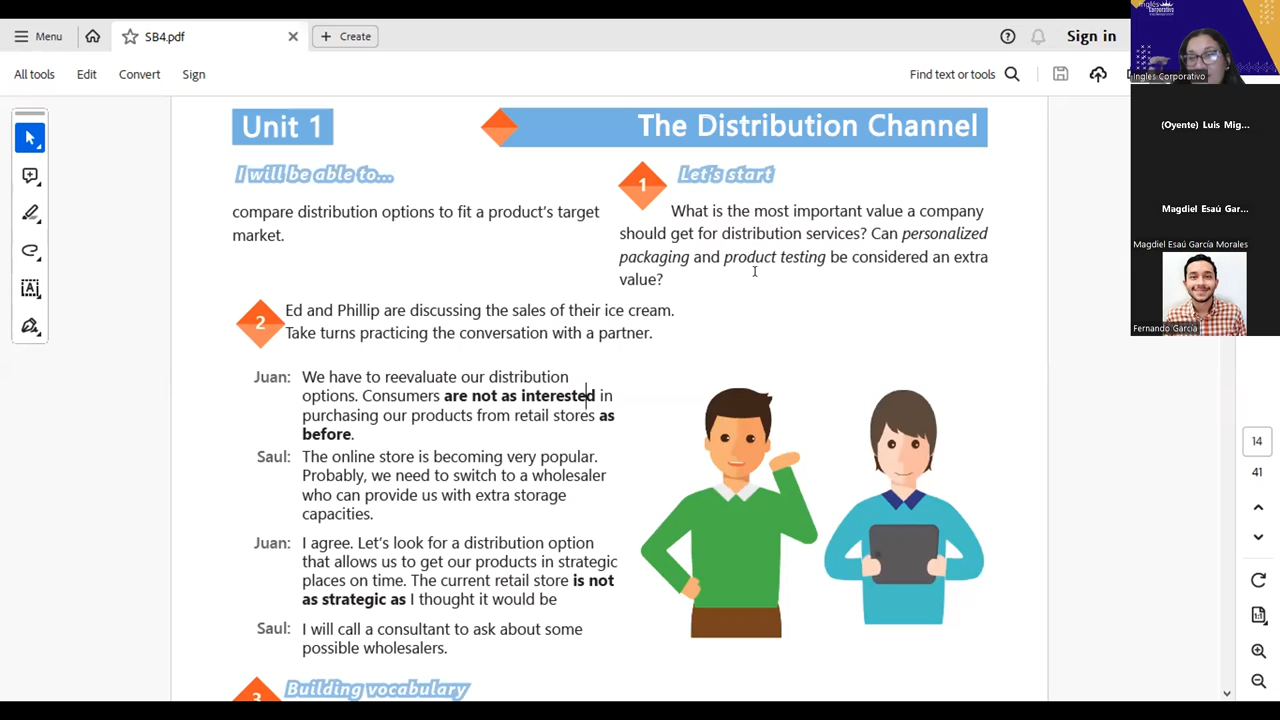 Menu
SB4.pdf
Create
Sign in
All tools
Edit
Convert
Sign
Find text or tools
Unit 1
The Distribution Channel
I will be able to...
compare distribution options to fit a product's target
market.
1
Let's start
What is the most important value a company
should get for distribution services? Can personalized
packaging and product testing be considered an extra
value?
2
Ed and Phillip are discussing the sales of their ice cream.
Take turns practicing the conversation with a partner.
Juan: We have to reevaluate our distribution
options. Consumers are not as interested in
purchasing our products from retail stores as
before.
Saul: The online store is becoming very popular.
Probably, we need to switch to a wholesaler
who can provide us with extra storage
capacities.
Juan: I agree. Let's look for a distribution option
that allows us to get our products in strategic
places on time. The current retail store is not
as strategic as I thought it would be
Saul: I will call a consultant to ask about some
possible wholesalers.
3
Building vocabulary
14
41
Inglés
Corporativo
Ingles Corporativo
(Oyente) Luis Mig...
Magdiel Esaú Gar...
Magdiel Esaú García Morales
Fernando García